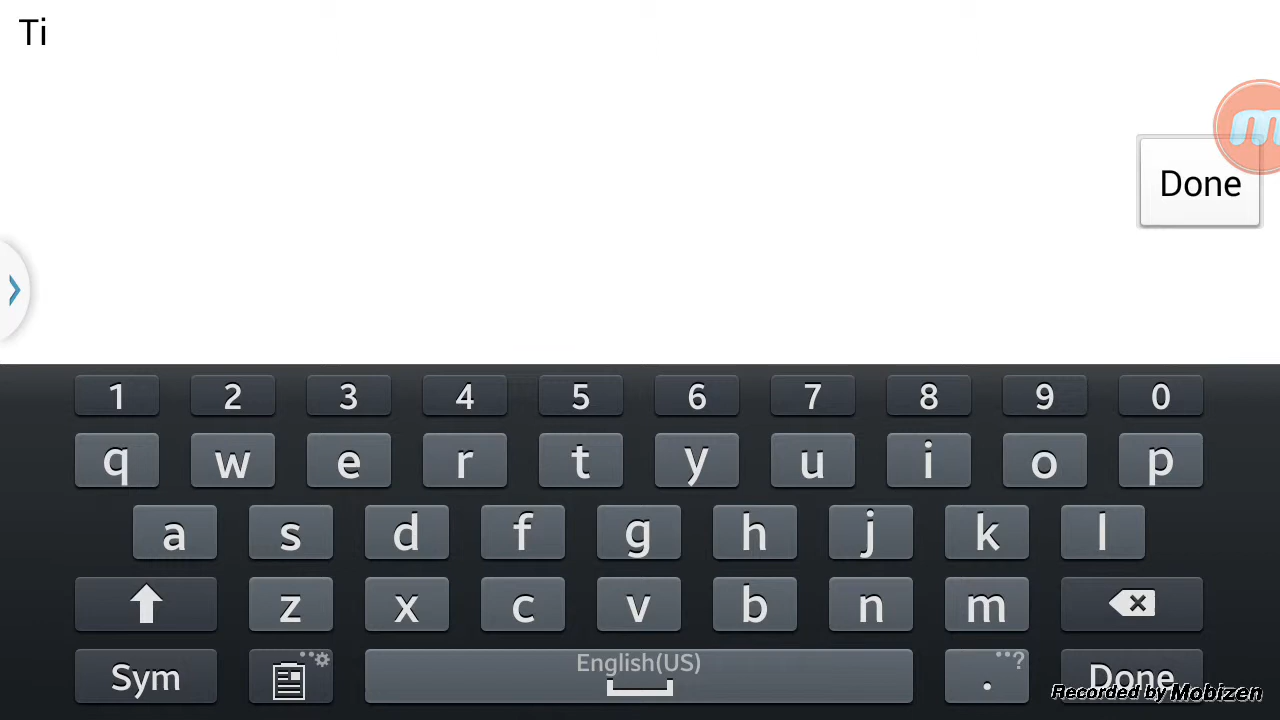 Ti
m
Done
1 2 3 4 5 6 7 8 9 0
q w e r t y u i o p
a s d f g h j k l
z x c v b n m
English(US)
Sym . ? Done
Recorded by Mobizen